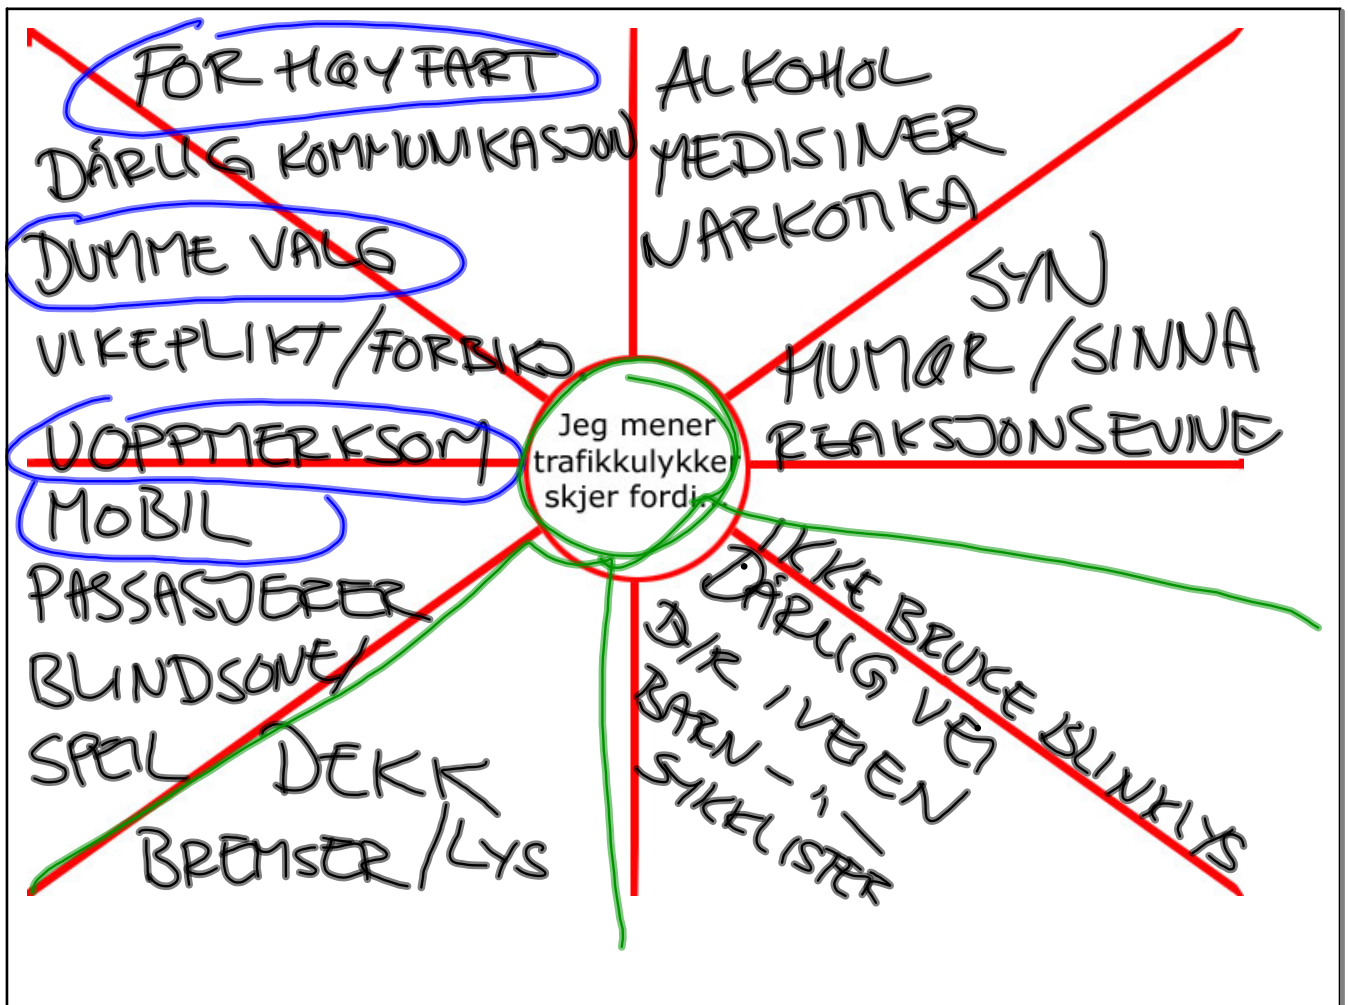 FOR HØY FART
DÅRLIG KOMMUNIKASJON
DUMME VALG
VIKEPLIKT/FORBIKJ
UOPPMERKSOM
MOBIL
PASSASJERER
BLINDSONE/
SPEIL
DEKK
BREMSER/LYS
ALKOHOL
MEDISINER
NARKOTIKA
SYN
HUMØR/SINNA
REAKSJONSEVNE
Jeg mener
trafikkulykker
skjer fordi..
IKKE BRUKE BLINKLYS
DÅRLIG VEI
DYR I VEIEN
BARN -"-
SYKKLISTER